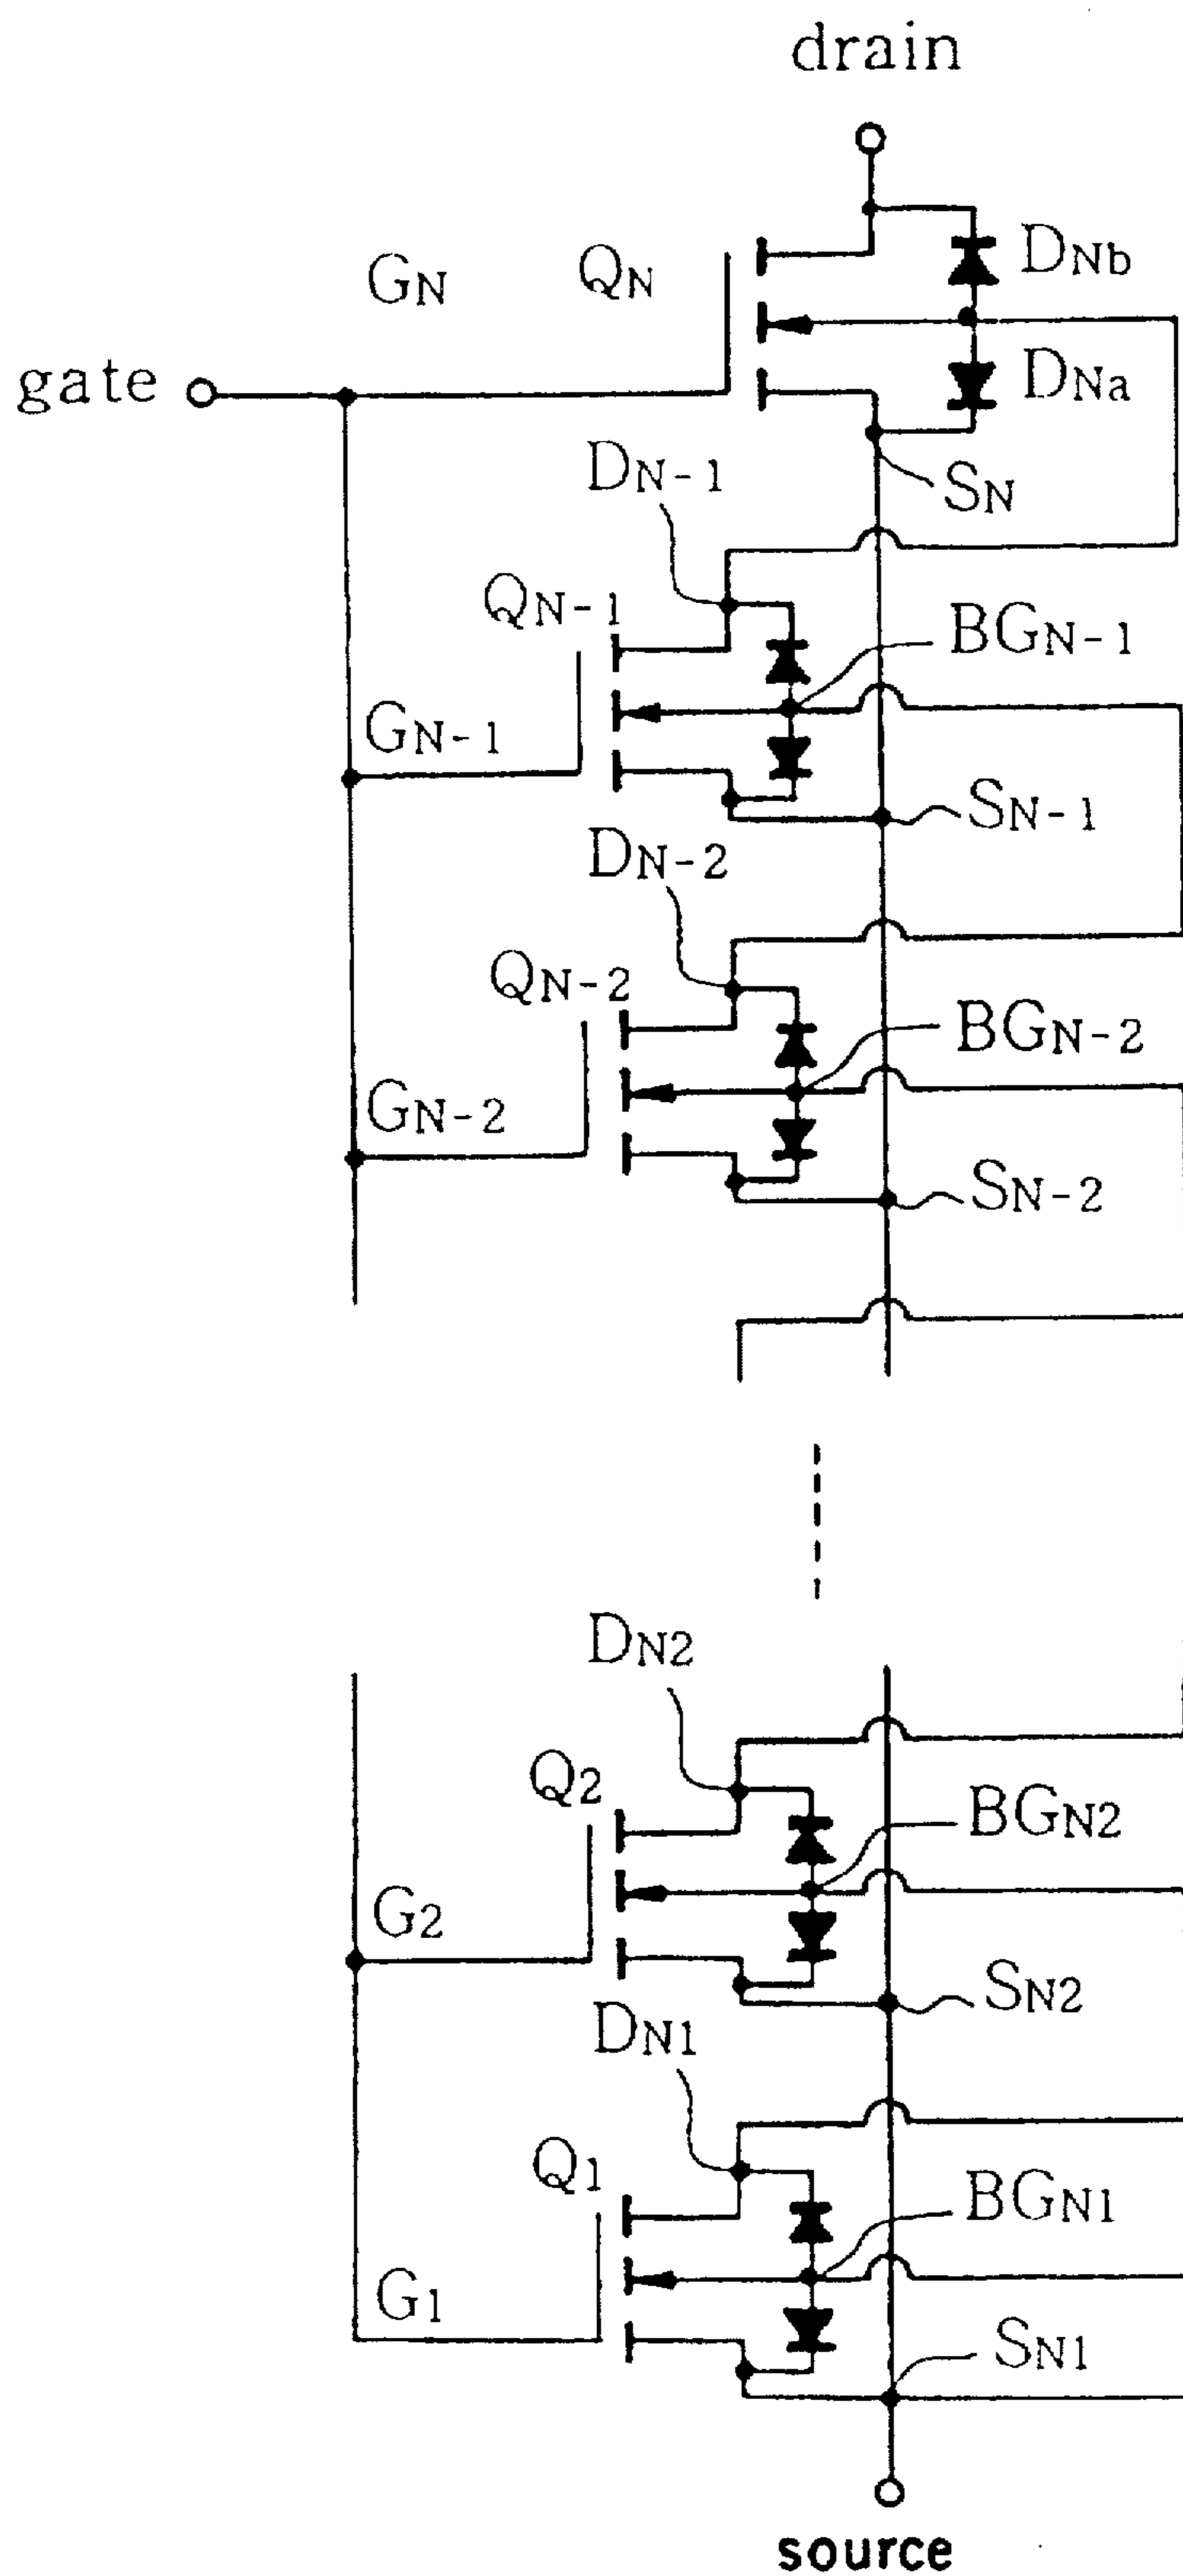 drain
GN
QN
DNb
gate
DNa
DN-1
SN
QN-1
BGN-1
GN-1
SN-1
DN-2
QN-2
BGN-2
GN-2
SN-2
DN2
Q2
BGN2
G2
SN2
DN1
Q1
BGN1
G1
SN1
source